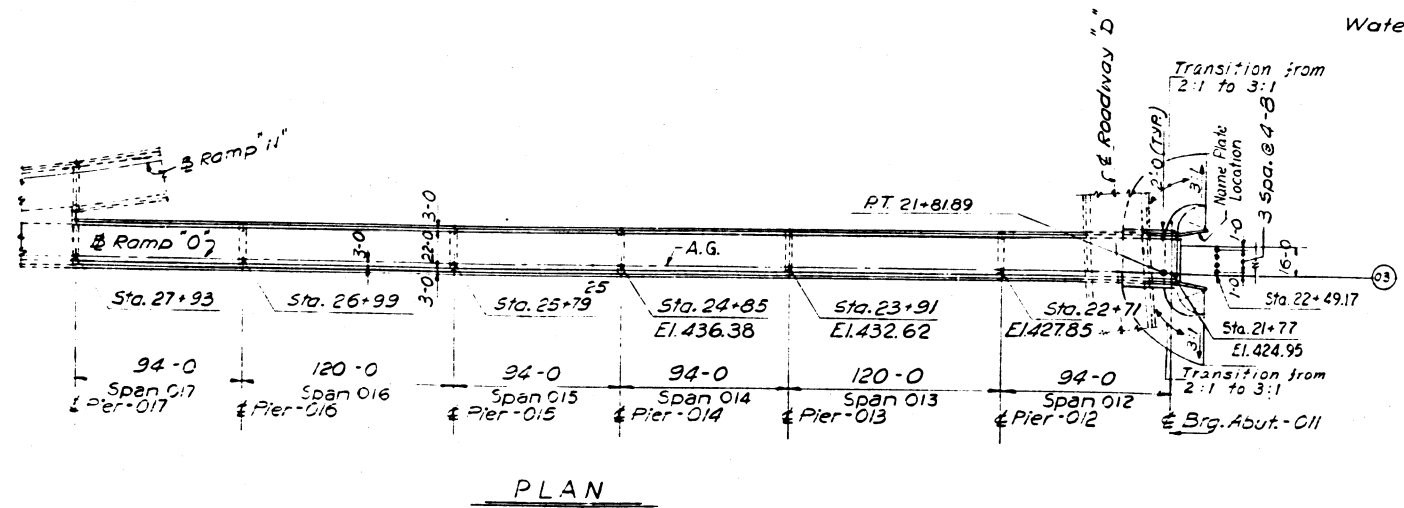 Wate
Transition from
2:1 to 3:1
⅊ Ramp "N"
℄ Roadway "D"
2'-0 (TYP.)
3:1
Name Plate
Location
1-0
3 Spa. @ 4-8
P.T. 21+81.89
3-0
22-0
3-0
⅊ Ramp "O"
3-0
A.G.
16-0
1-0
03
25
Sta. 27+93
Sta. 26+99
Sta. 25+79
Sta. 24+85
El. 436.38
Sta. 23+91
El. 432.62
Sta. 22+71
El. 427.85
Sta. 22+49.17
Sta. 21+77
El. 424.95
3:1
Transition from
2:1 to 3:1
94-0
Span 017
120-0
Span 016
94-0
Span 015
94-0
Span 014
120-0
Span 013
94-0
Span 012
℄ Pier-017
℄ Pier-016
℄ Pier-015
℄ Pier-014
℄ Pier-013
℄ Pier-012
℄ Brg. Abut.-011
PLAN